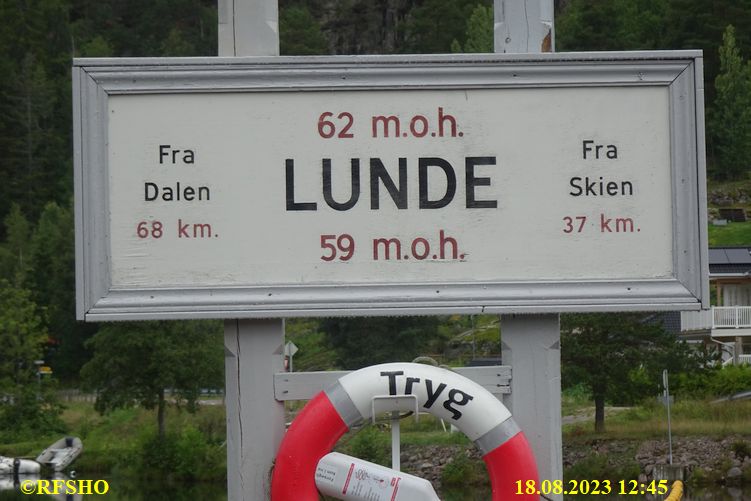 62 m.o.h.
Fra
Dalen
68 km.
LUNDE
Fra
Skien
37 km.
59 m.o.h.
Tryg
©RFSHO
18.08.2023 12:45